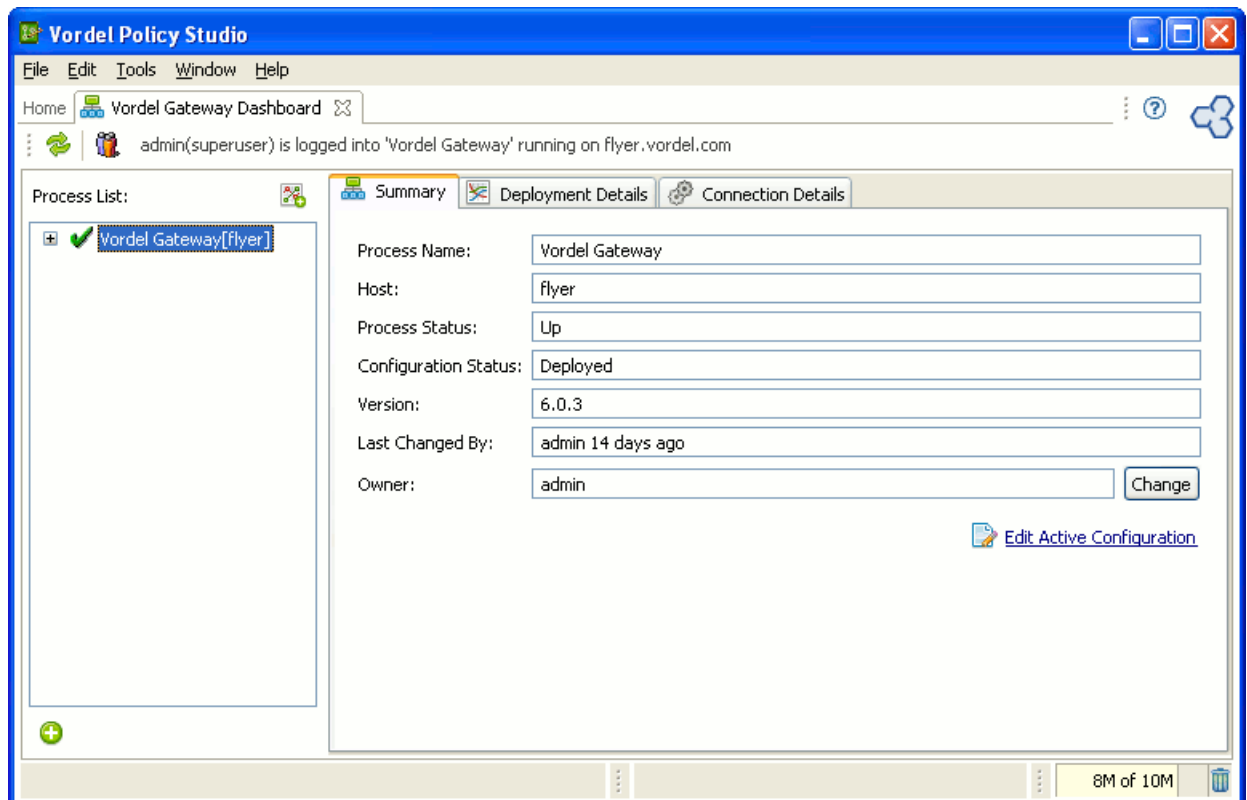 Vordel Policy Studio
File Edit Tools Window Help
Home Vordel Gateway Dashboard
admin(superuser) is logged into 'Vordel Gateway' running on flyer.vordel.com
Process List:
Vordel Gateway[flyer]
Summary Deployment Details Connection Details
Process Name: Vordel Gateway
Host: flyer
Process Status: Up
Configuration Status: Deployed
Version: 6.0.3
Last Changed By: admin 14 days ago
Owner: admin Change
Edit Active Configuration
8M of 10M